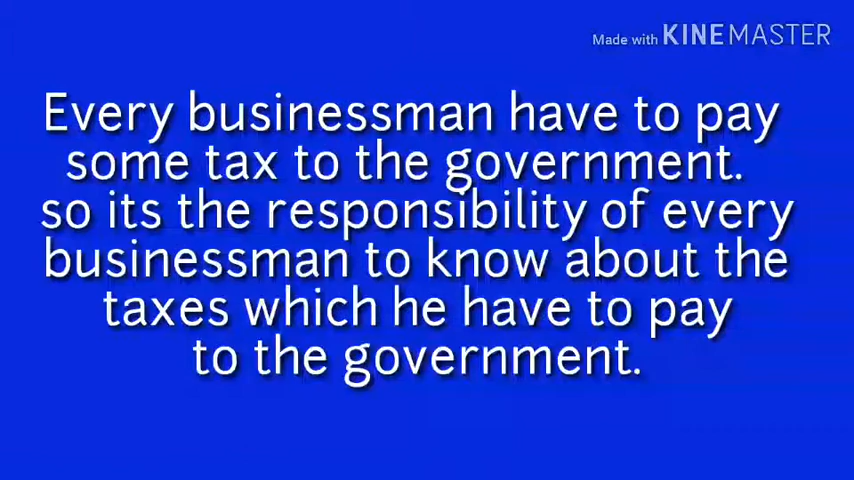 Made with KINEMASTER
Every businessman have to pay
some tax to the government.
so its the responsibility of every
businessman to know about the
taxes which he have to pay
to the government.